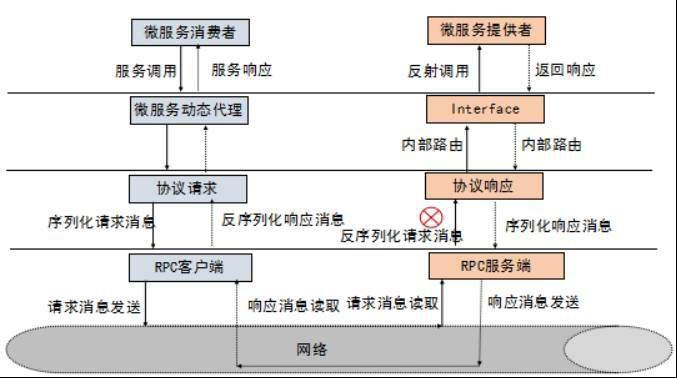 微服务消费者
微服务提供者
服务调用
服务响应
反射调用
返回响应
微服务动态代理
Interface
内部路由
内部路由
协议请求
协议响应
序列化请求消息
反序列化响应消息
反序列化请求消息
序列化响应消息
RPC客户端
RPC服务端
请求消息发送
响应消息读取
请求消息读取
响应消息发送
网络